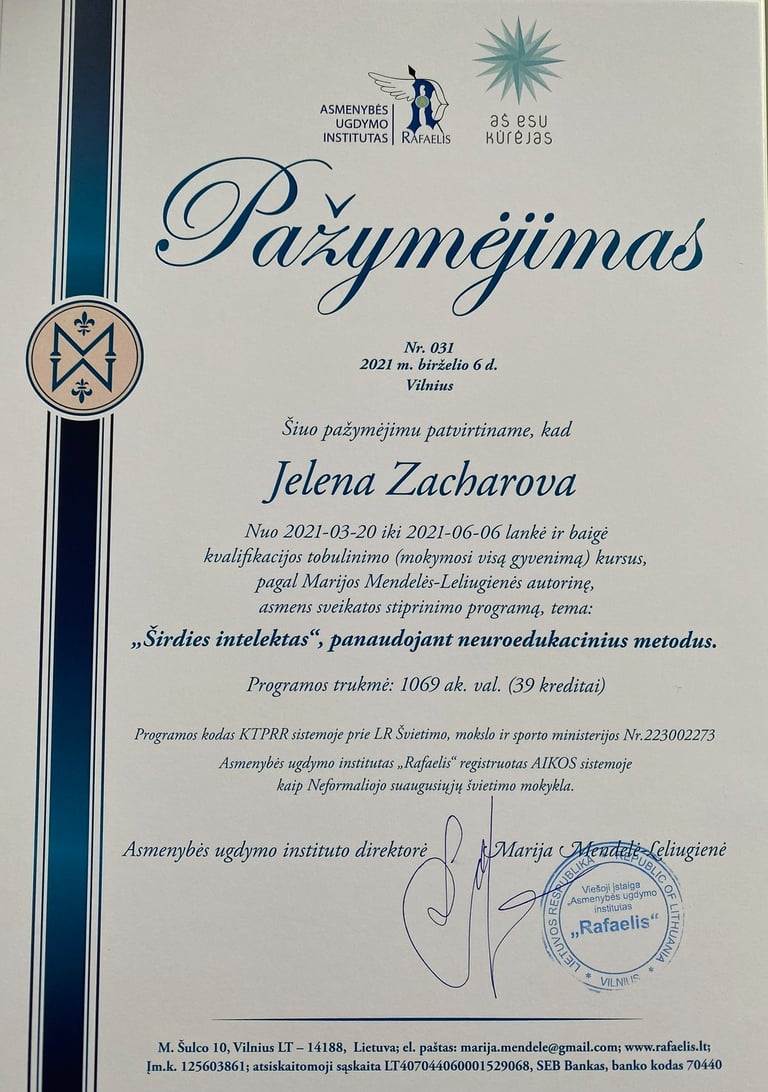 ASMENYBĖS
UGDYMO
INSTITUTAS
RAFAELIS
aš esu
kūrėjas
Pažymėjimas
Nr. 031
2021 m. birželio 6 d.
Vilnius
Šiuo pažymėjimu patvirtiname, kad
Jelena Zacharova
Nuo 2021-03-20 iki 2021-06-06 lankė ir baigė
kvalifikacijos tobulinimo (mokymosi visą gyvenimą) kursus,
pagal Marijos Mendelės-Leliugienės autorinę,
asmens sveikatos stiprinimo programą, tema:
„Širdies intelektas“, panaudojant neuroedukacinius metodus.
Programos trukmė: 1069 ak. val. (39 kreditai)
Programos kodas KTPRR sistemoje prie LR Švietimo, mokslo ir sporto ministerijos Nr.223002273
Asmenybės ugdymo institutas „Rafaelis“ registruotas AIKOS sistemoje
kaip Neformaliojo suaugusiųjų švietimo mokykla.
Asmenybės ugdymo instituto direktorė Marija Mendelė-Leliugienė
LIETUVOS RESPUBLIKA * REPUBLIC OF LITHUANIA * VILNIUS *
Viešoji įstaiga
„Asmenybės ugdymo
institutas
„Rafaelis“
M. Šulco 10, Vilnius LT – 14188, Lietuva; el. paštas: marija.mendele@gmail.com; www.rafaelis.lt;
Įm.k. 125603861; atsiskaitomoji sąskaita LT407044060001529068, SEB Bankas, banko kodas 70440